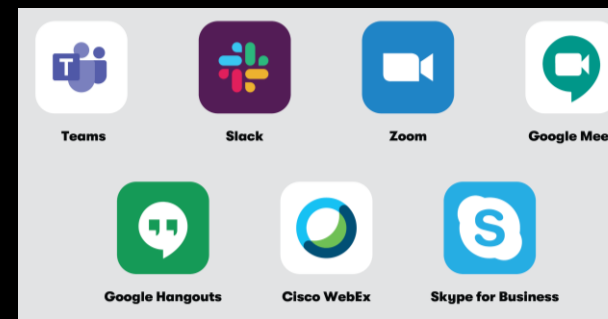 T
Teams
Slack
Zoom
Google Mee
S
Google Hangouts
Cisco WebEx
Skype for Business